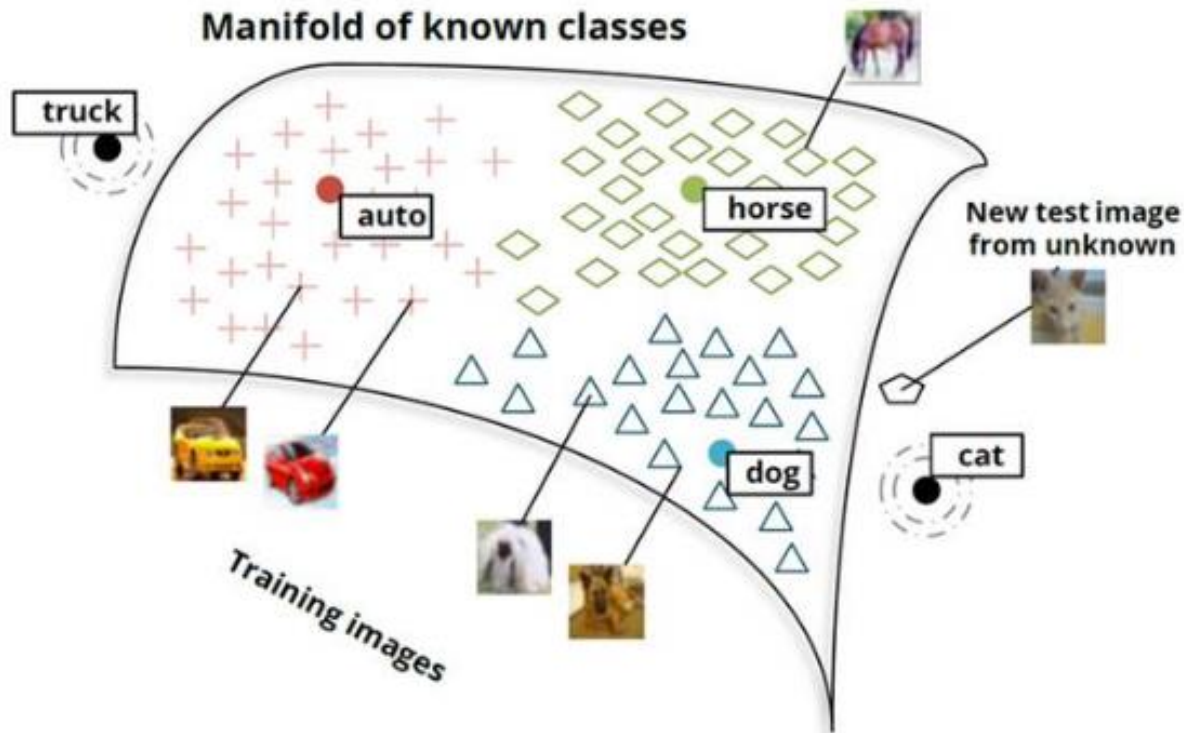 Manifold of known classes
truck
auto
horse
New test image
from unknown
cat
dog
Training images